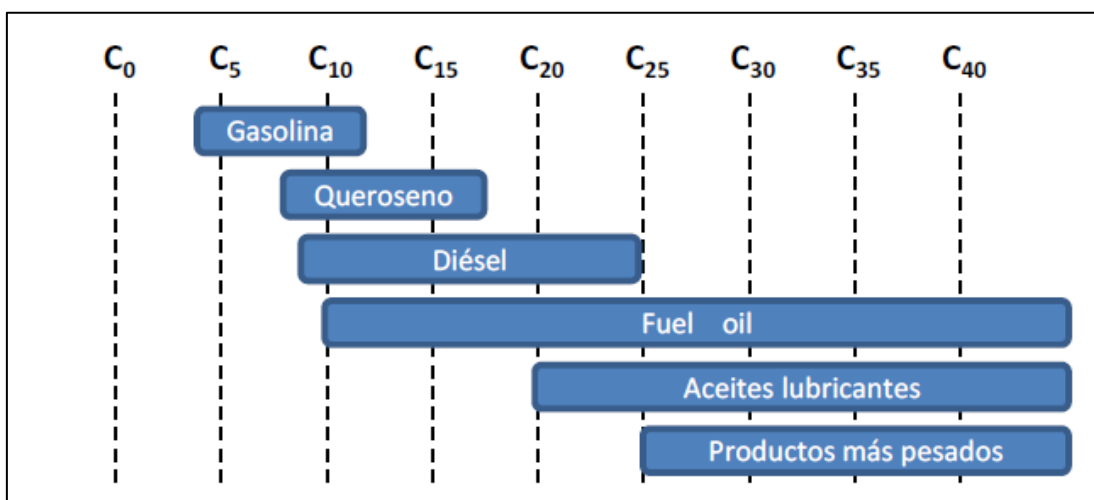 C₀ C₅ C₁₀ C₁₅ C₂₀ C₂₅ C₃₀ C₃₅ C₄₀
Gasolina
Queroseno
Diésel
Fuel oil
Aceites lubricantes
Productos más pesados